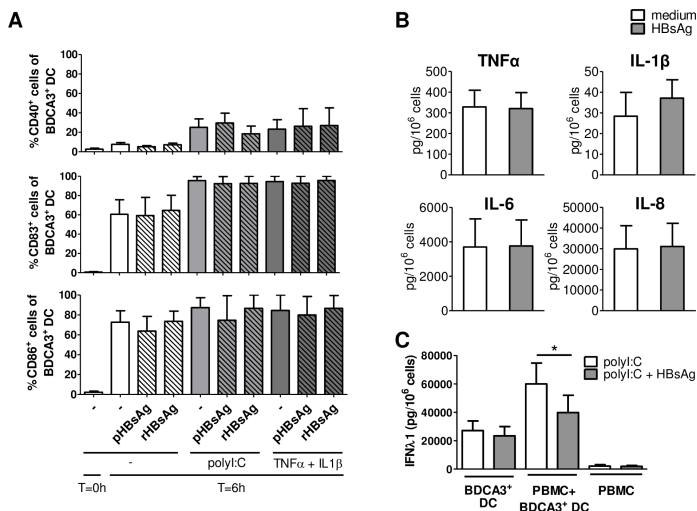 A
% CD40⁺ cells of
BDCA3⁺ DC
100
80
60
40
20
0
% CD83⁺ cells of
BDCA3⁺ DC
100
80
60
40
20
0
% CD86⁺ cells of
BDCA3⁺ DC
100
80
60
40
20
0
- - pHBsAg rHBsAg - pHBsAg rHBsAg - pHBsAg rHBsAg
- polyI:C TNFα + IL1β
T=0h T=6h
B
medium
HBsAg
TNFα
pg/10⁶ cells
500
400
300
200
100
0
IL-1β
pg/10⁶ cells
50
40
30
20
10
0
IL-6
pg/10⁶ cells
6000
4000
2000
0
IL-8
pg/10⁶ cells
50000
40000
30000
20000
10000
0
C
polyI:C
polyI:C + HBsAg
IFNλ1 (pg/10⁶ cells)
80000
60000
40000
20000
0
*
BDCA3⁺
DC
PBMC+
BDCA3⁺ DC
PBMC